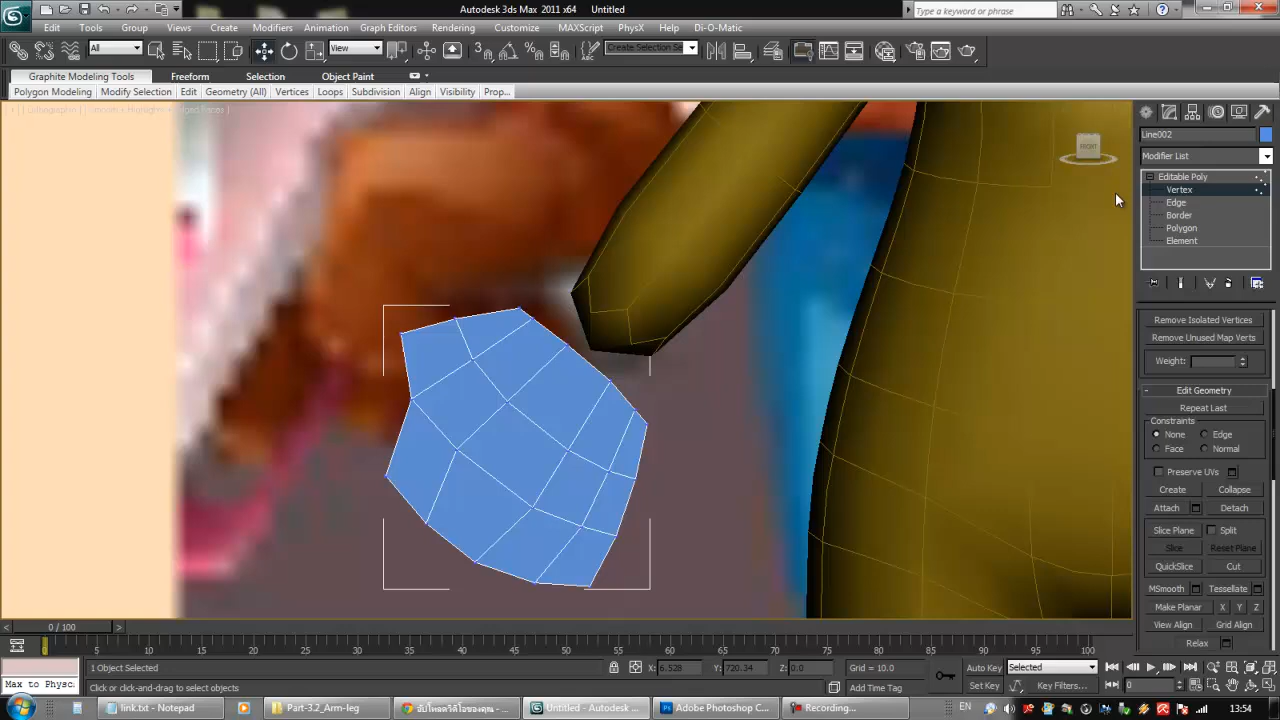 Autodesk 3ds Max 2011 x64 Untitled
Type a keyword or phrase
Edit Tools Group Views Create Modifiers Animation Graph Editors Rendering Customize MAXScript PhysX Help Di-O-Matic
All View Create Selection Se
Graphite Modeling Tools Freeform Selection Object Paint
Polygon Modeling Modify Selection Edit Geometry (All) Vertices Loops Subdivision Align Visibility Prop...
FRONT
Line002
Modifier List
Editable Poly
Vertex
Edge
Border
Polygon
Element
Remove Isolated Vertices
Remove Unused Map Verts
Weight:
- Edit Geometry
Repeat Last
Constraints
None Edge
Face Normal
Preserve UVs
Create Collapse
Attach Detach
Slice Plane Split
Slice Reset Plane
QuickSlice Cut
MSmooth Tessellate
Make Planar X Y Z
View Align Grid Align
Relax
< 0 / 100 >
0 5 10 15 20 25 30 35 40 45 50 55 60 65 70 75 80 85 90 95 100
1 Object Selected X: 6.528 Y: 720.34 Z: 0.0 Grid = 10.0 Auto Key Selected
Max to Physc Click or click-and-drag to select objects Add Time Tag Set Key Key Filters... 0
link.txt - Notepad Part-3.2_Arm-leg อัปโหลดวิดีโอของคุณ - ... Untitled - Autodesk ... Adobe Photoshop C... Recording... EN 13:54